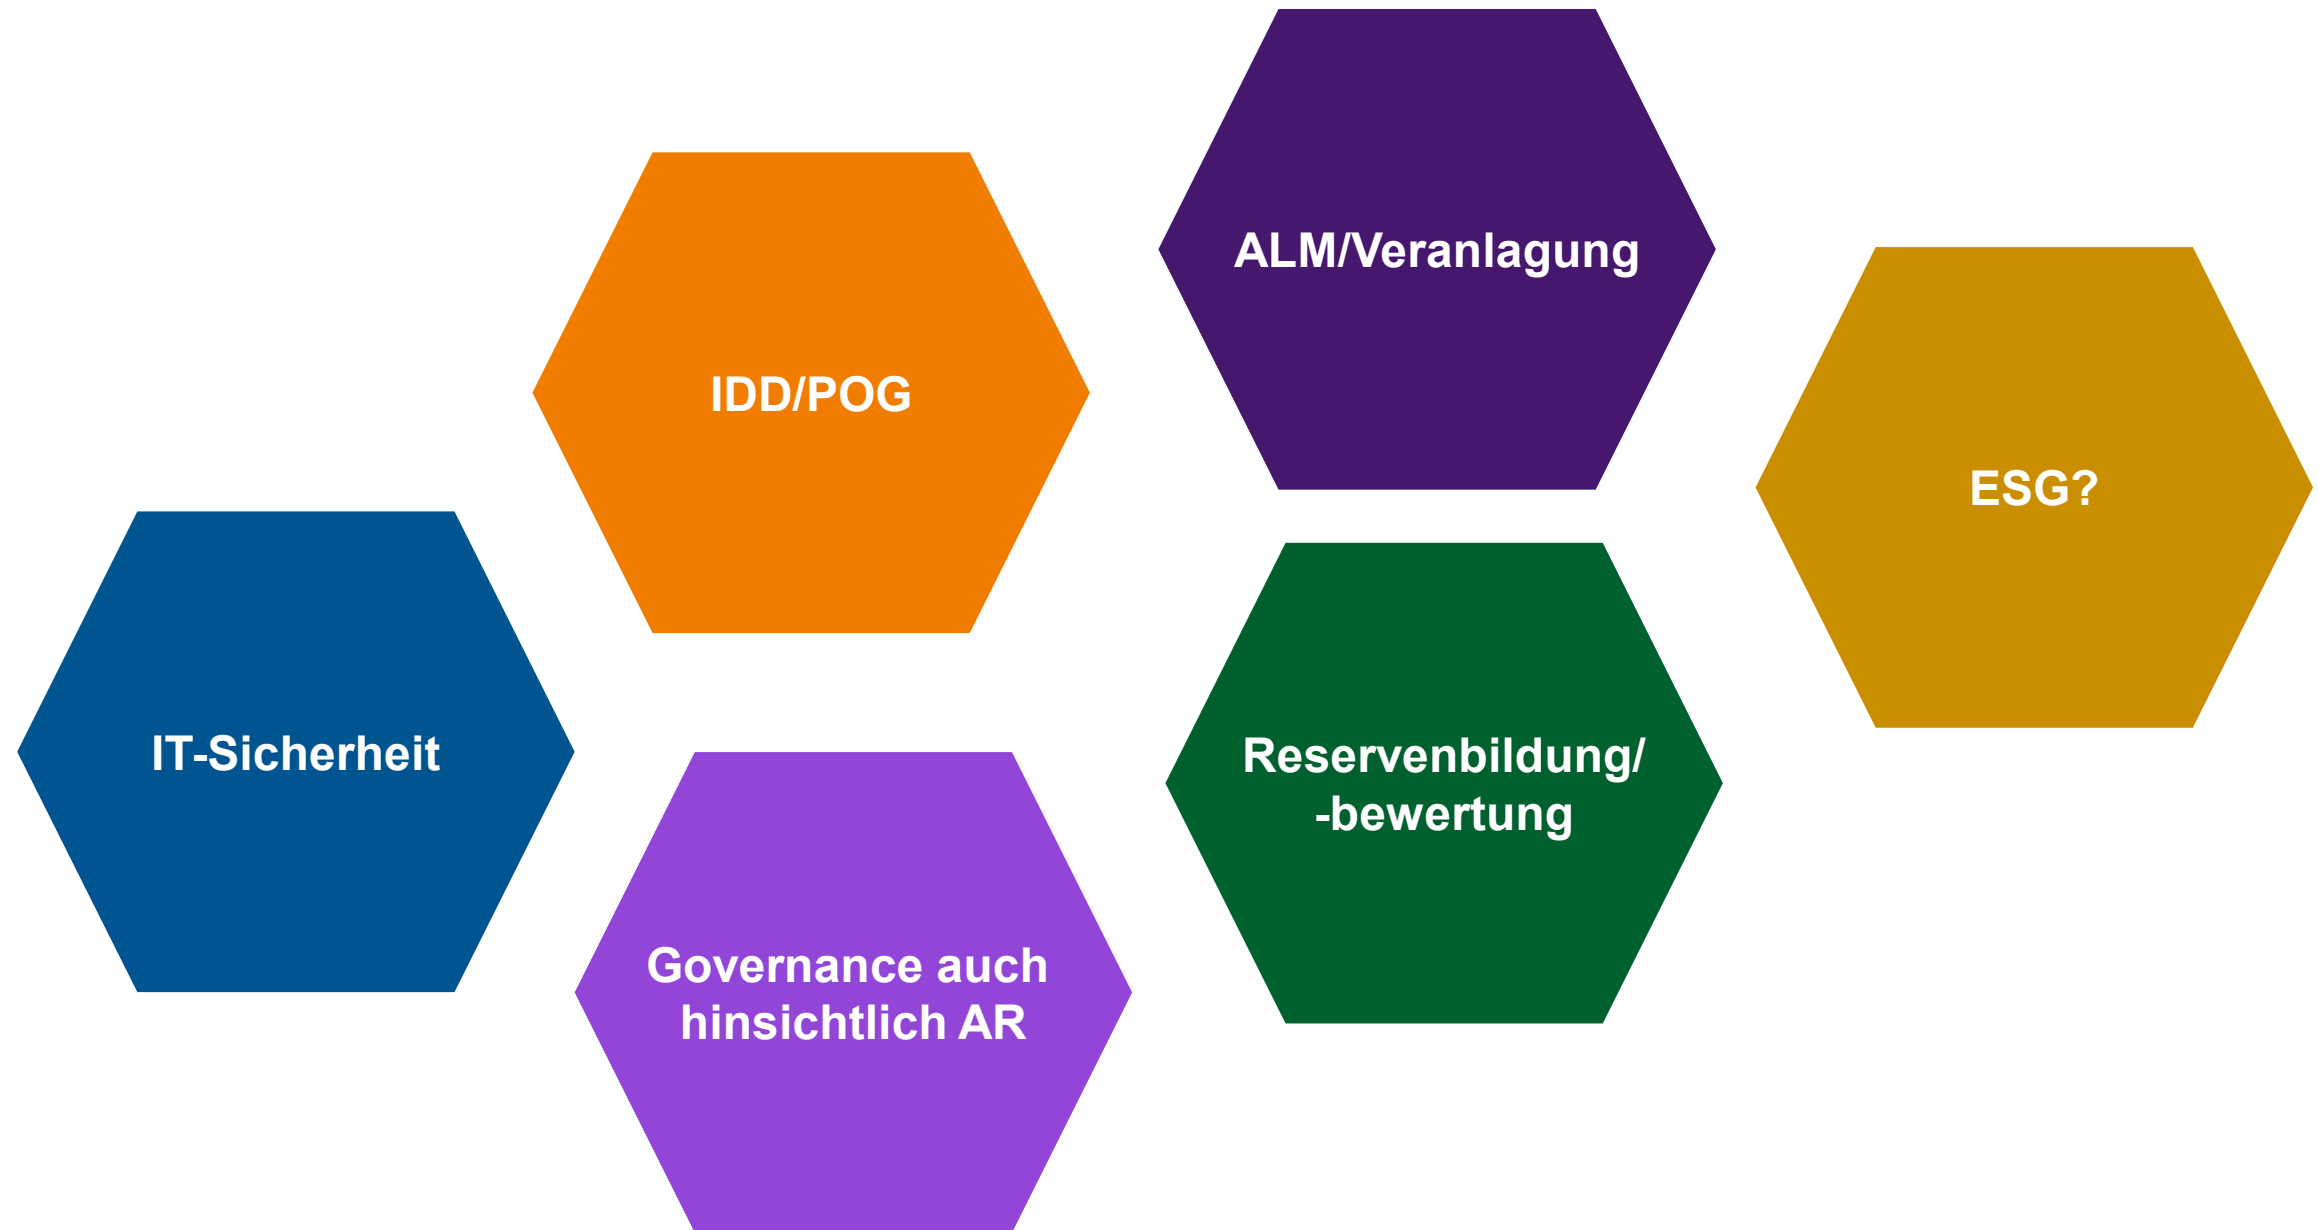 ALM/Veranlagung
IDD/POG
ESG?
IT-Sicherheit
Reservenbildung/
-bewertung
Governance auch
hinsichtlich AR